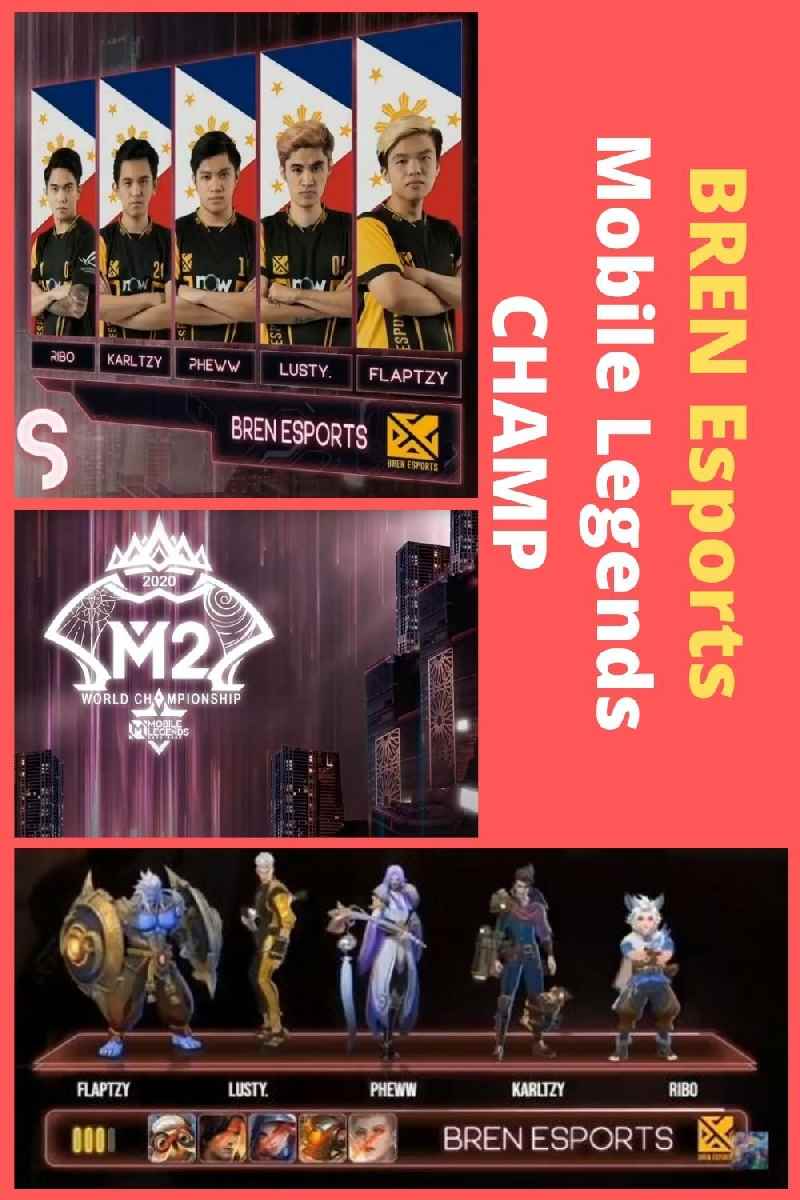 RIBO
KARLTZY
PHEWW
LUSTY.
FLAPTZY
BREN ESPORTS
BREN ESPORTS
BREN Esports
Mobile Legends
CHAMP
2020
M2
WORLD CHAMPIONSHIP
MOBILE
LEGENDS
FLAPTZY
LUSTY.
PHEWW
KARLTZY
RIBO
BREN ESPORTS
BREN ESPORTS